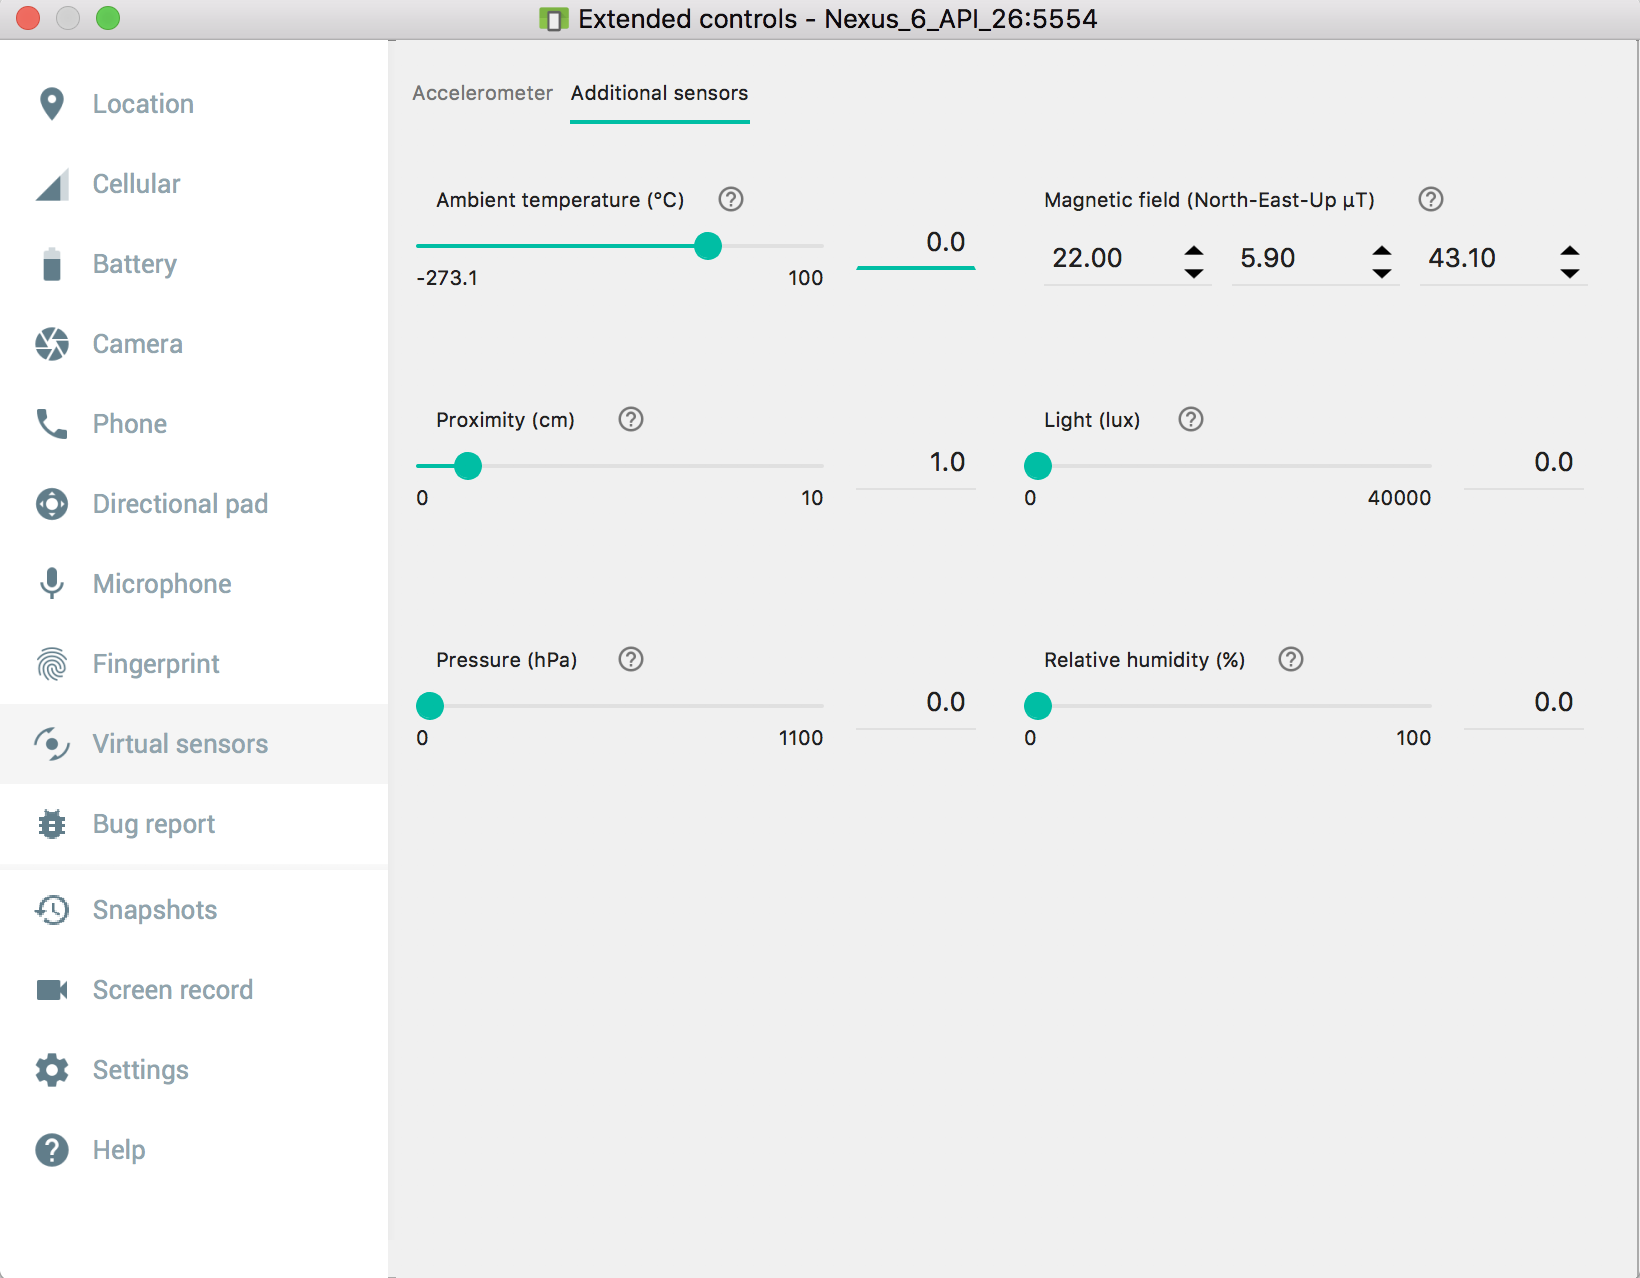 Extended controls - Nexus_6_API_26:5554
Location
Cellular
Battery
Camera
Phone
Directional pad
Microphone
Fingerprint
Virtual sensors
Bug report
Snapshots
Screen record
Settings
Help
Accelerometer Additional sensors
Ambient temperature (°C)
0.0
-273.1 100
Magnetic field (North-East-Up µT)
22.00 5.90 43.10
Proximity (cm)
1.0
0 10
Light (lux)
0.0
0 40000
Pressure (hPa)
0.0
0 1100
Relative humidity (%)
0.0
0 100